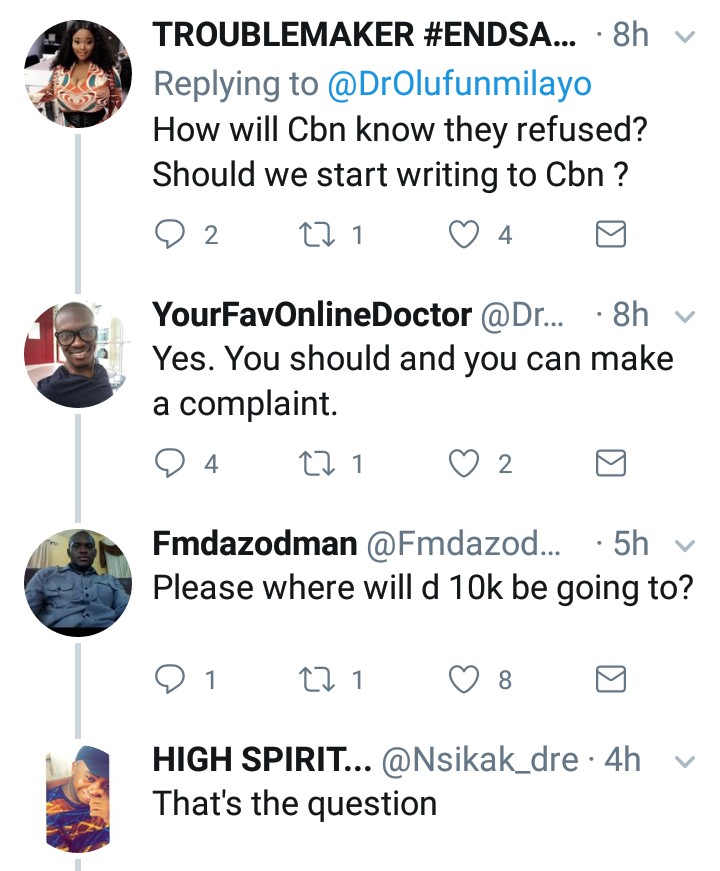 TROUBLEMAKER #ENDSA... · 8h
Replying to @DrOlufunmilayo
How will Cbn know they refused?
Should we start writing to Cbn ?
2 1 4
YourFavOnlineDoctor @Dr... · 8h
Yes. You should and you can make
a complaint.
4 1 2
Fmdazodman @Fmdazod... · 5h
Please where will d 10k be going to?
1 1 8
HIGH SPIRIT... @Nsikak_dre · 4h
That's the question